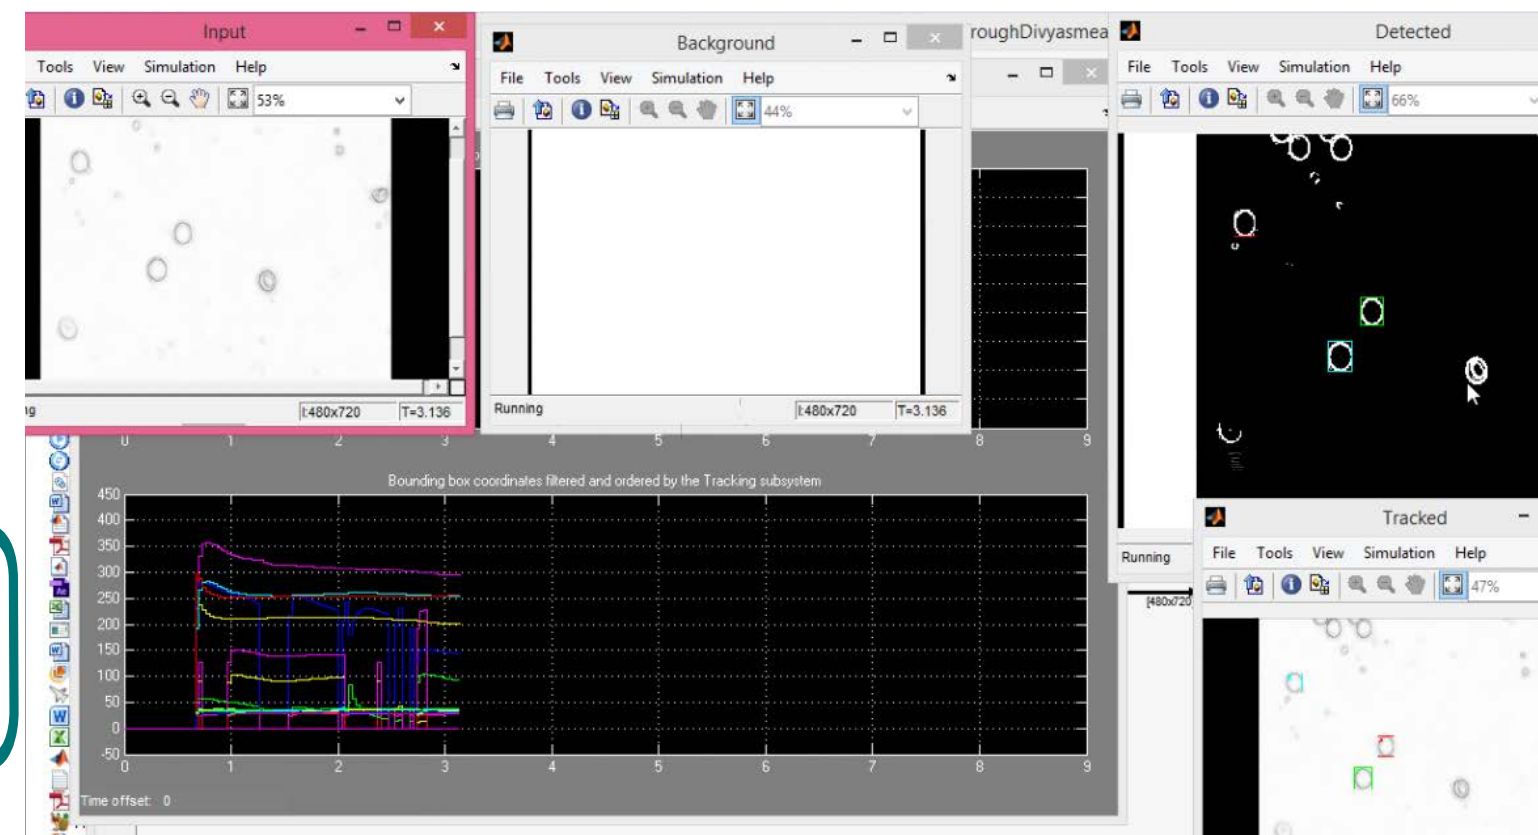 Input
Tools View Simulation Help
53%
I:480x720 T=3.136
Background
File Tools View Simulation Help
44%
Running I:480x720 T=3.136
roughDivyasmea
Detected
File Tools View Simulation Help
66%
Running
0 1 2 3 4 5 6 7 8 9
Bounding box coordinates filtered and ordered by the Tracking subsystem
450
400
350
300
250
200
150
100
50
0
-50
0 1 2 3 4 5 6 7 8 9
Time offset: 0
[480x720
Tracked
File Tools View Simulation Help
47%